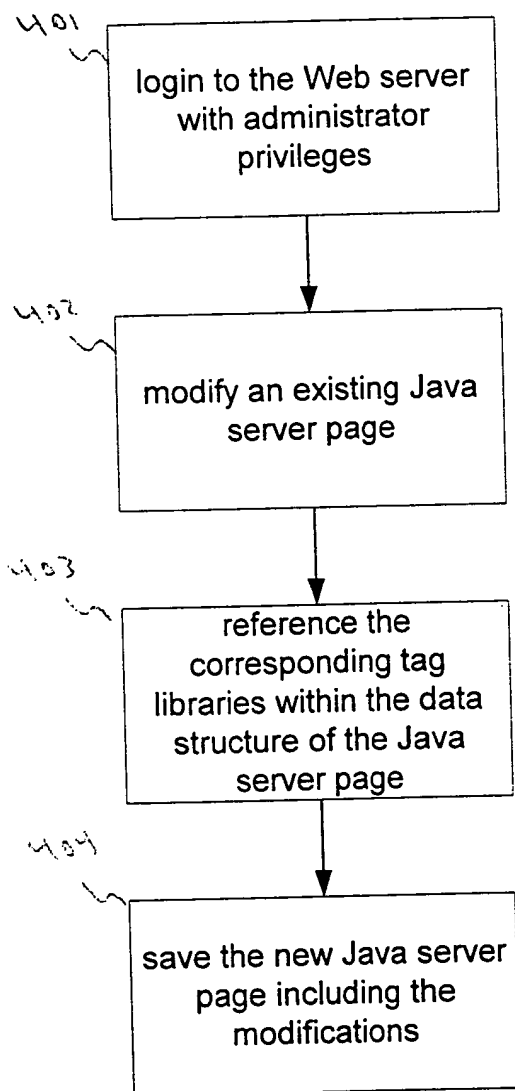 401
login to the Web server
with administrator
privileges
402
modify an existing Java
server page
403
reference the
corresponding tag
libraries within the data
structure of the Java
server page
404
save the new Java server
page including the
modifications